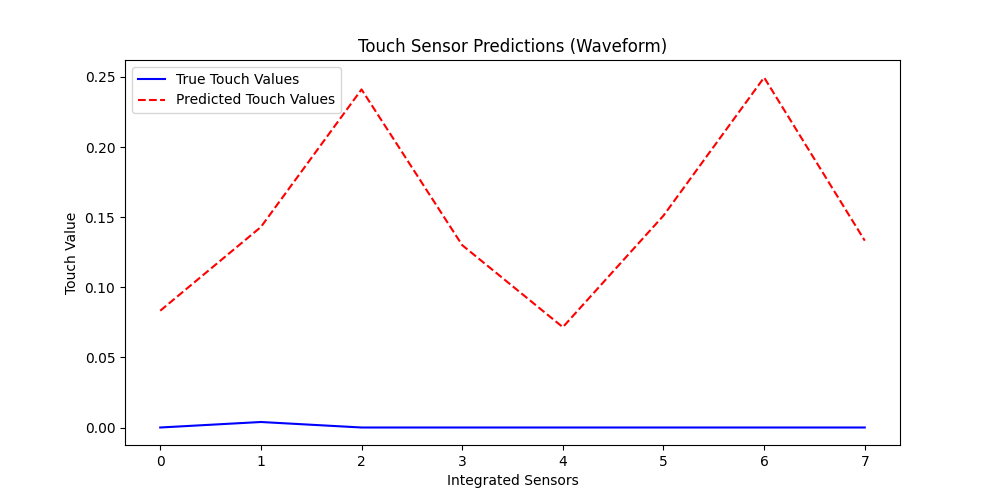 Touch Sensor Predictions (Waveform)
True Touch Values
Predicted Touch Values
0.25
0.20
0.15
0.10
0.05
0.00
Touch Value
0 1 2 3 4 5 6 7
Integrated Sensors